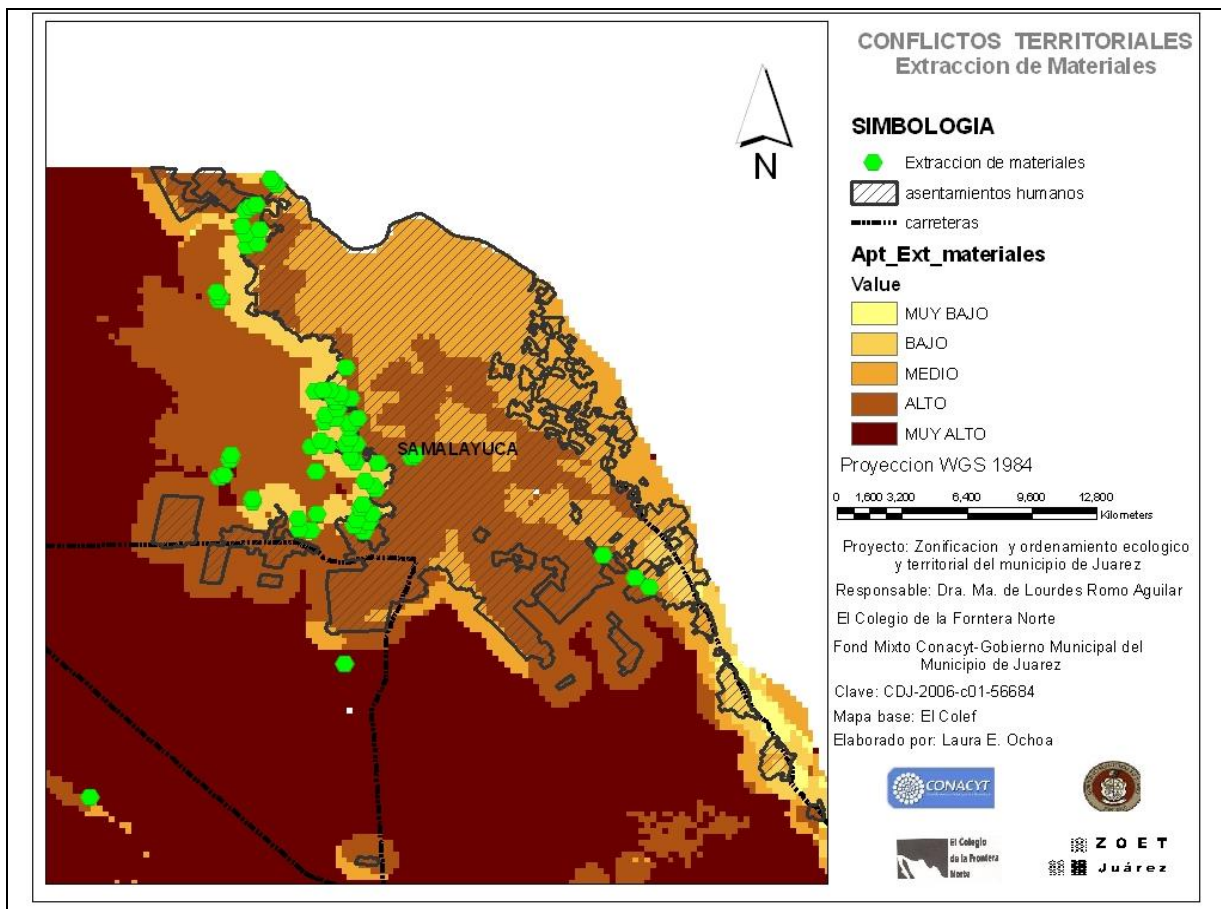 CONFLICTOS TERRITORIALES
Extraccion de Materiales
N
SIMBOLOGIA
Extraccion de materiales
asentamientos humanos
carreteras
Apt_Ext_materiales
Value
MUY BAJO
BAJO
MEDIO
ALTO
MUY ALTO
SAMALAYUCA
Proyeccion WGS 1984
0 1,600 3,200 6,400 9,600 12,800
Kilometers
Proyecto: Zonificacion y ordenamiento ecologico
y territorial del municipio de Juarez
Responsable: Dra. Ma. de Lourdes Romo Aguilar
El Colegio de la Forntera Norte
Fond Mixto Conacyt-Gobierno Municipal del
Municipio de Juarez
Clave: CDJ-2006-c01-56684
Mapa base: El Colef
Elaborado por: Laura E. Ochoa
CONACYT
El Colegio
de la Frontera
Norte
ZOET
Juárez